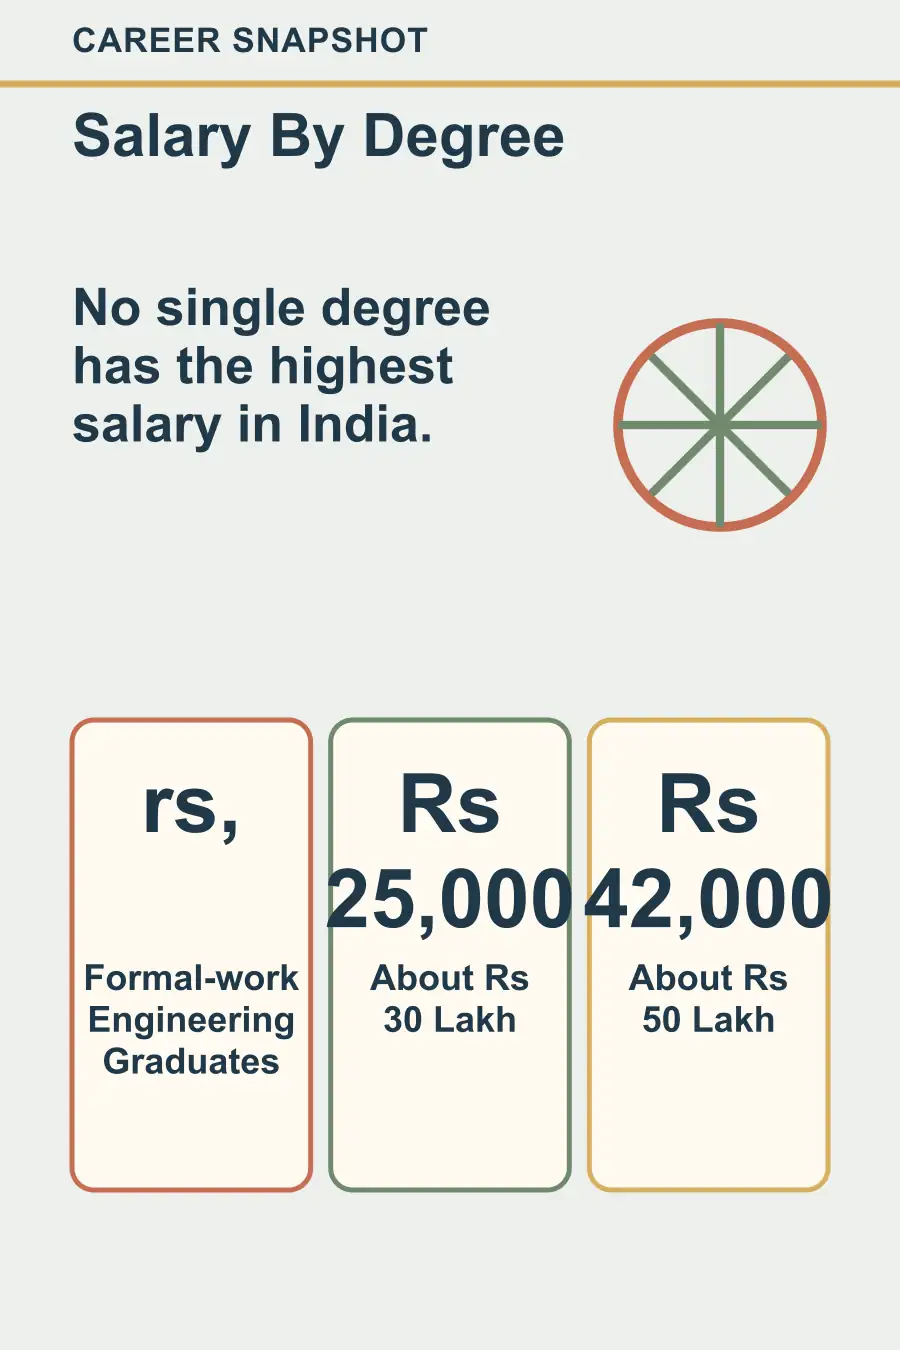 CAREER SNAPSHOT
Salary By Degree
No single degree
has the highest
salary in India.
rs,
Formal-work
Engineering
Graduates
Rs
25,000
About Rs
30 Lakh
Rs
42,000
About Rs
50 Lakh